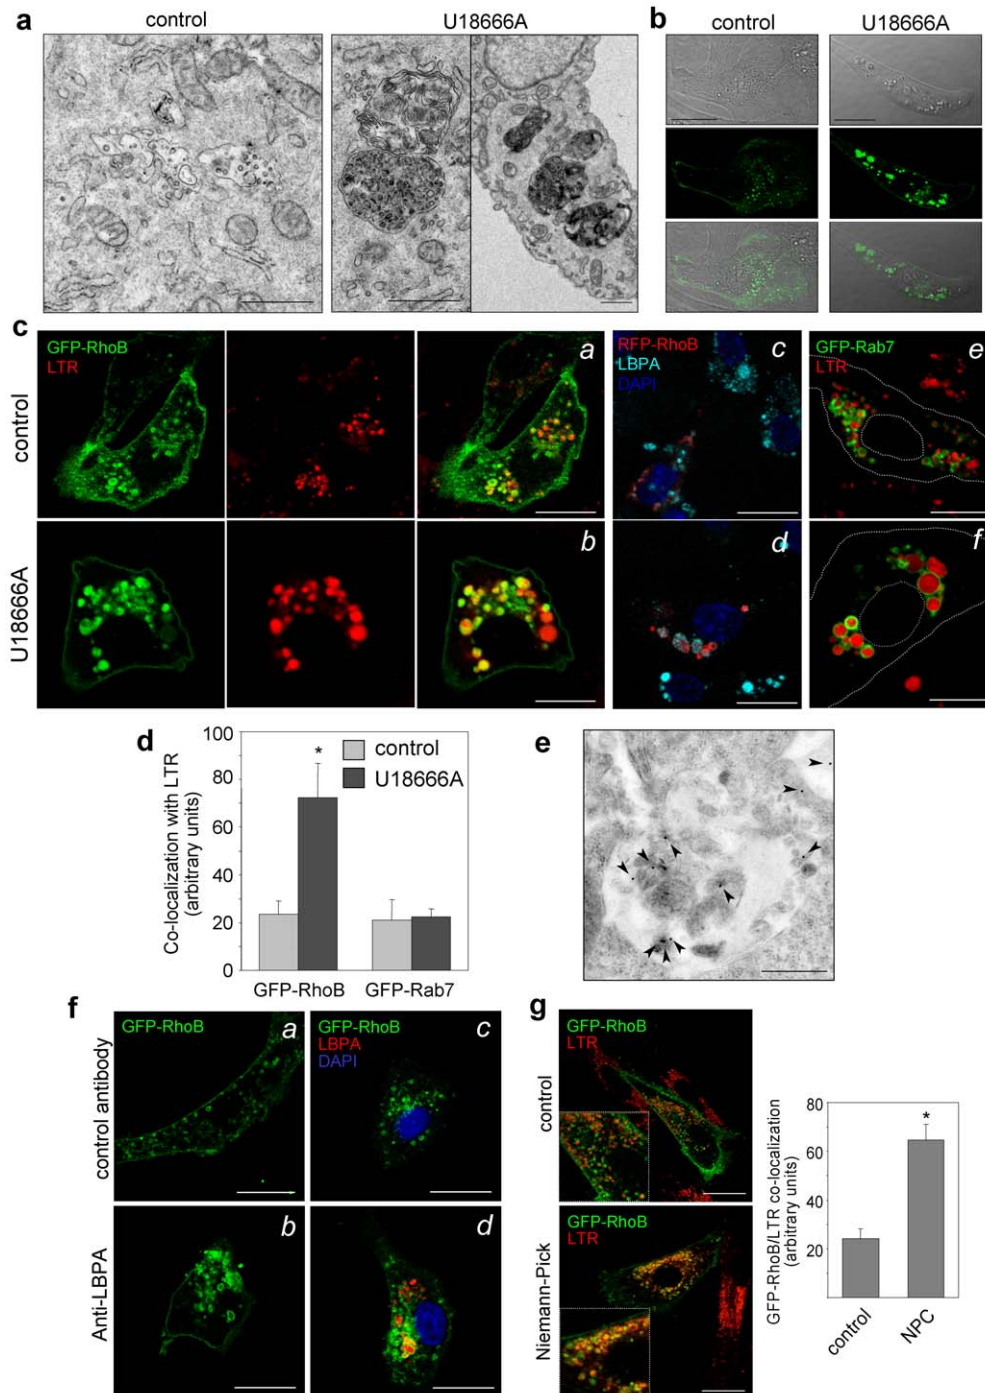 a
control
U18666A
b
control
U18666A
c
control
U18666A
GFP-RhoB
LTR
a
b
RFP-RhoB
LBPA
DAPI
c
d
GFP-Rab7
LTR
e
f
d
Co-localization with LTR
(arbitrary units)
100
80
60
40
20
0
*
control
U18666A
GFP-RhoB
GFP-Rab7
e
f
control antibody
Anti-LBPA
GFP-RhoB
a
b
GFP-RhoB
LBPA
DAPI
c
d
g
control
Niemann-Pick
GFP-RhoB
LTR
GFP-RhoB
LTR
GFP-RhoB/LTR co-localization
(arbitrary units)
80
60
40
20
*
control
NPC